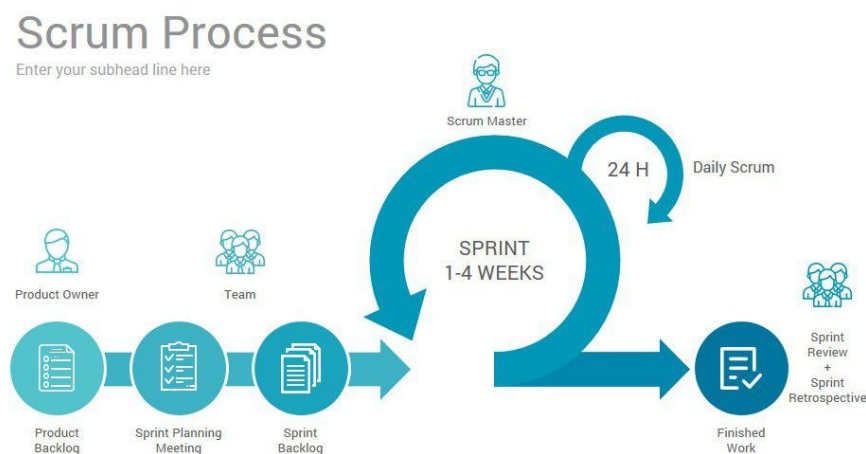 Scrum Process
Enter your subhead line here
Scrum Master
24 H
Daily Scrum
SPRINT
1-4 WEEKS
Product Owner
Team
Sprint
Review
+
Sprint
Retrospective
Product
Backlog
Sprint Planning
Meeting
Sprint
Backlog
Finished
Work